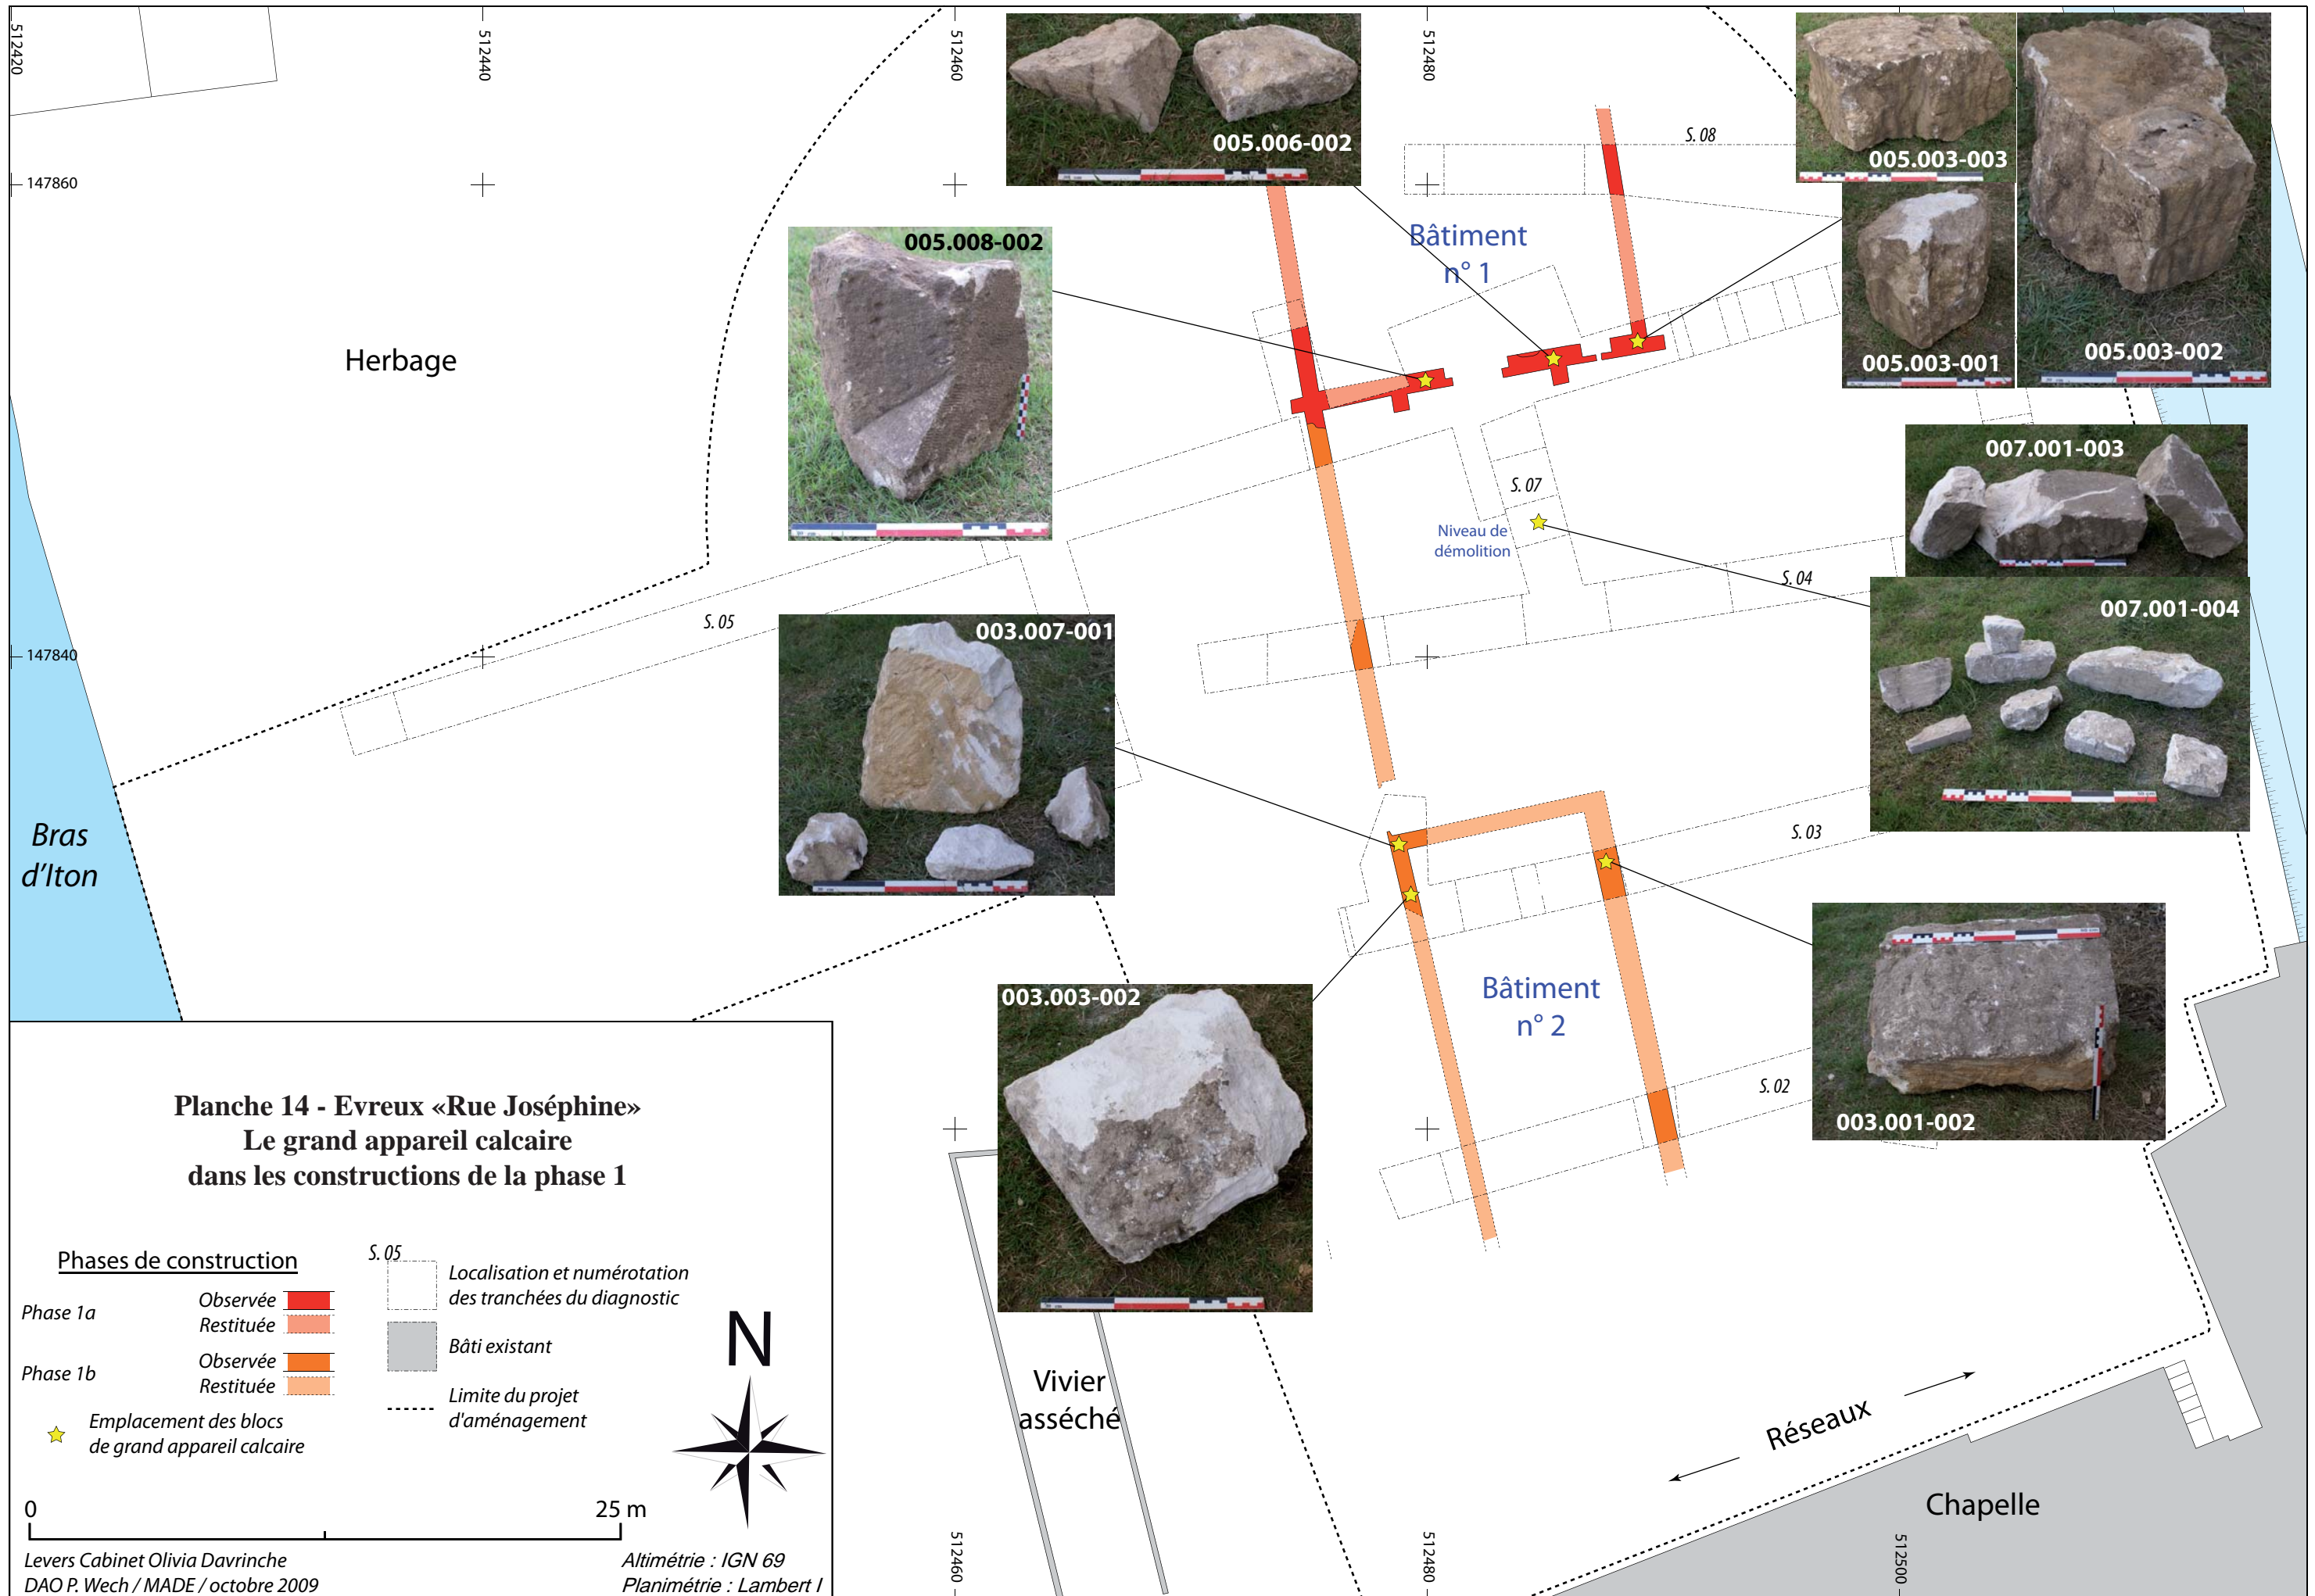 512420
512440
512460
512480
147860
147840
005.006-002
005.003-003
005.003-001
005.003-002
005.008-002
S. 08
Bâtiment
n° 1
Herbage
007.001-003
S. 07
Niveau de
démolition
S. 04
007.001-004
S. 05
003.007-001
Bras
d'Iton
S. 03
003.003-002
Bâtiment
n° 2
003.001-002
S. 02
Planche 14 - Evreux «Rue Joséphine»
Le grand appareil calcaire
dans les constructions de la phase 1
Phases de construction
Phase 1a
Observée
Restituée
Phase 1b
Observée
Restituée
Emplacement des blocs
de grand appareil calcaire
S. 05
Localisation et numérotation
des tranchées du diagnostic
Bâti existant
Limite du projet
d'aménagement
N
0
25 m
Levers Cabinet Olivia Davrinche
DAO P. Wech / MADE / octobre 2009
Altimétrie : IGN 69
Planimétrie : Lambert I
Vivier
asséché
Réseaux
Chapelle
512460
512480
512500